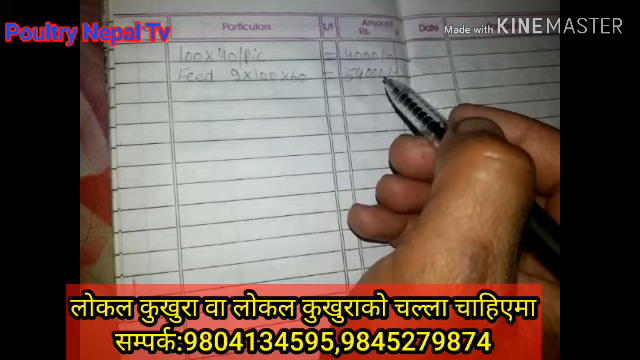 Poultry Nepal Tv
Made with KINEMASTER
Particulars L/F Amount Date
Rs. P.
100x40/Pic = 4000/-
Feed 9x100x60 = 54000/-
लोकल कुखुरा वा लोकल कुखुराको चल्ला चाहिएमा
सम्पर्क:9804134595,9845279874